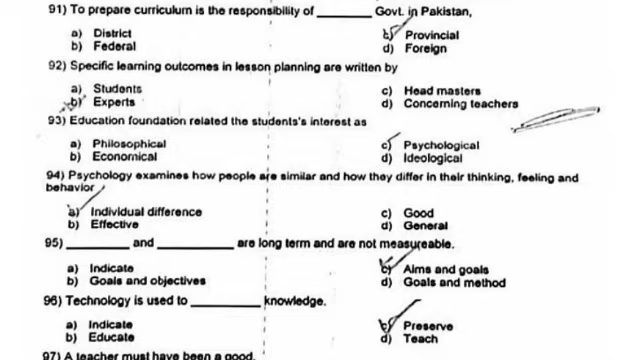 91) To prepare curriculum is the responsibility of ________ Govt. in Pakistan,
a) District c) Provincial
b) Federal d) Foreign
92) Specific learning outcomes in lesson planning are written by
a) Students c) Head masters
b) Experts d) Concerning teachers
93) Education foundation related the students's interest as
a) Philosophical c) Psychological
b) Economical d) Ideological
94) Psychology examines how people are similar and how they differ in their thinking, feeling and
behavior
a) Individual difference c) Good
b) Effective d) General
95) ________ and ________ are long term and are not measureable.
a) Indicate c) Aims and goals
b) Goals and objectives d) Goals and method
96) Technology is used to ________ knowledge.
a) Indicate c) Preserve
b) Educate d) Teach
97) A teacher must have been a good.